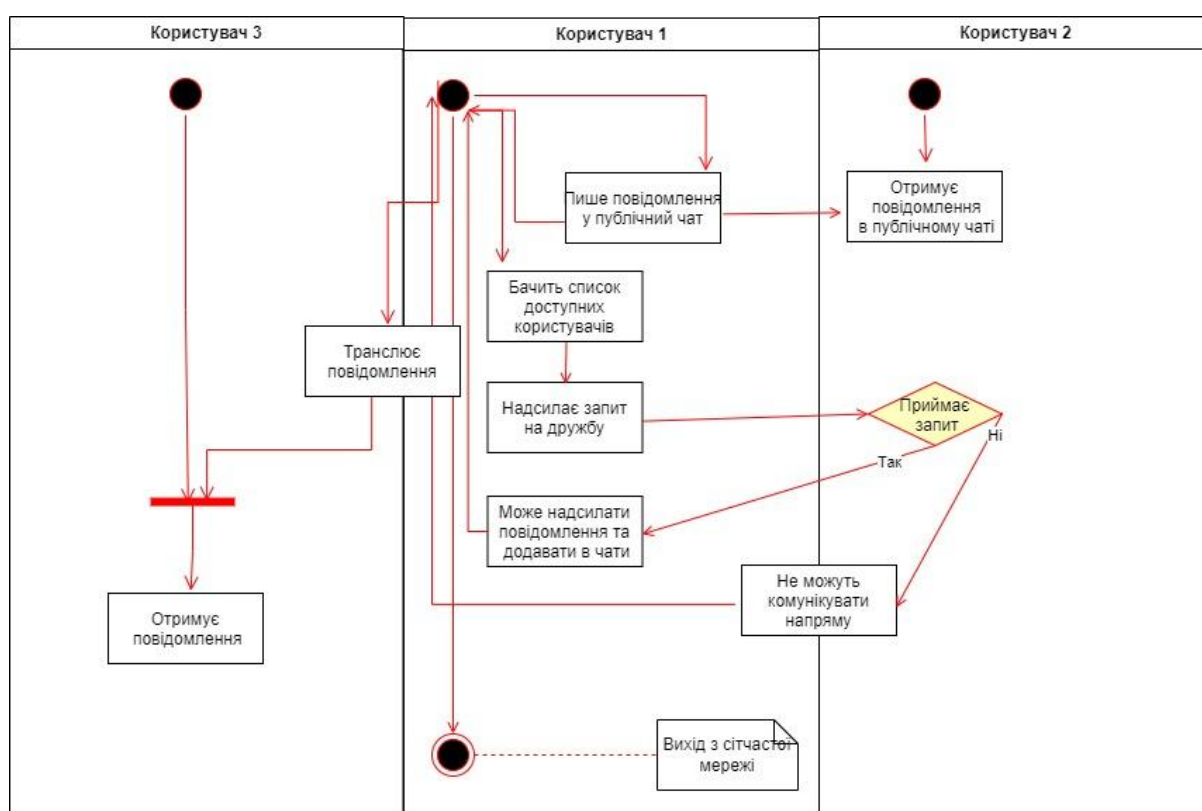 Користувач 3
Користувач 1
Користувач 2
Пише повідомлення
у публічний чат
Отримує
повідомлення
в публічному чаті
Бачить список
доступних
користувачів
Транслює
повідомлення
Надсилає запит
на дружбу
Приймає
запит
Ні
Так
Може надсилати
повідомлення та
додавати в чати
Не можуть
комунікувати
напряму
Отримує
повідомлення
Вихід з сітчастої
мережі